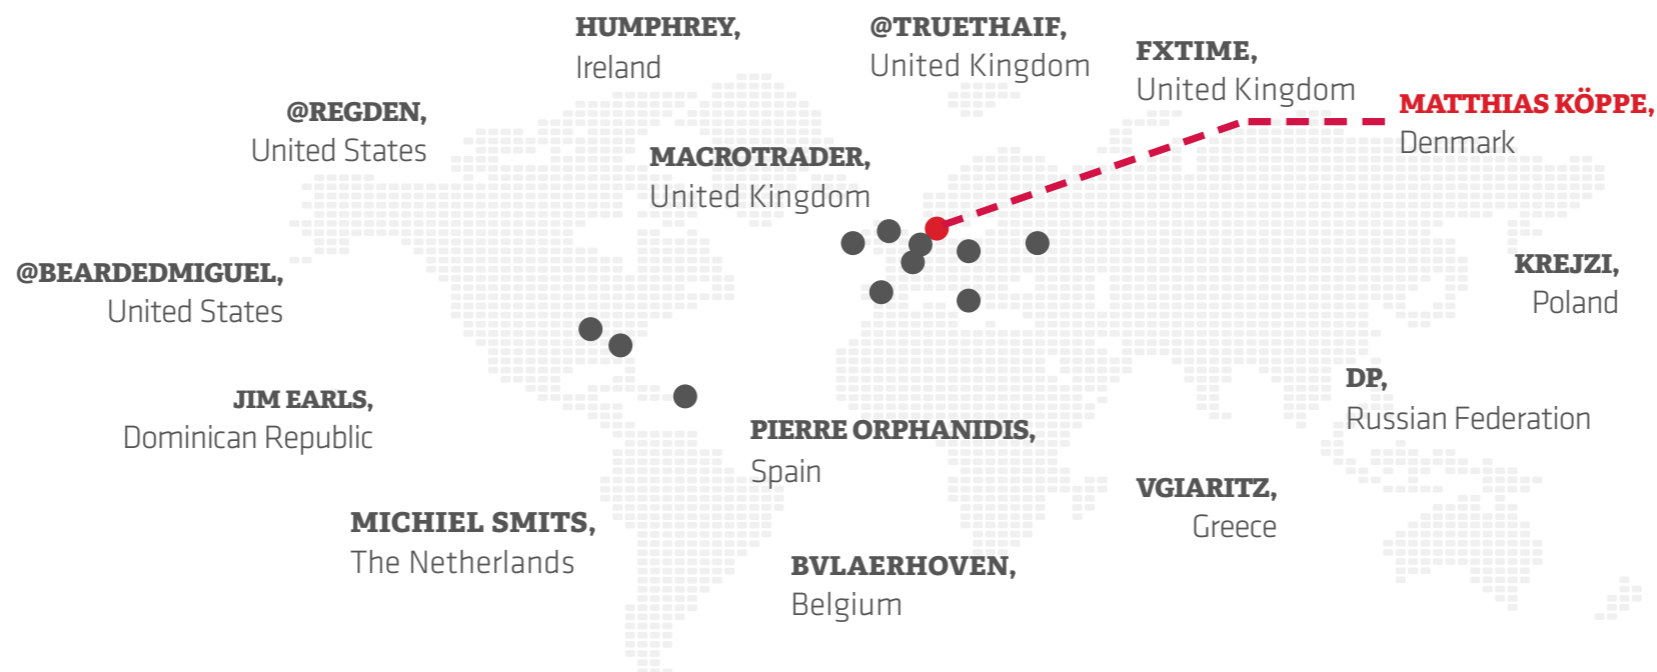 HUMPHREY,
Ireland
@TRUETHAIF,
United Kingdom
FXTIME,
United Kingdom
MATTHIAS KÖPPE,
Denmark
@REGDEN,
United States
MACROTRADER,
United Kingdom
@BEARDEDMIGUEL,
United States
KREJZI,
Poland
JIM EARLS,
Dominican Republic
DP,
Russian Federation
PIERRE ORPHANIDIS,
Spain
VGIARITZ,
Greece
MICHIEL SMITS,
The Netherlands
BVLAERHOVEN,
Belgium